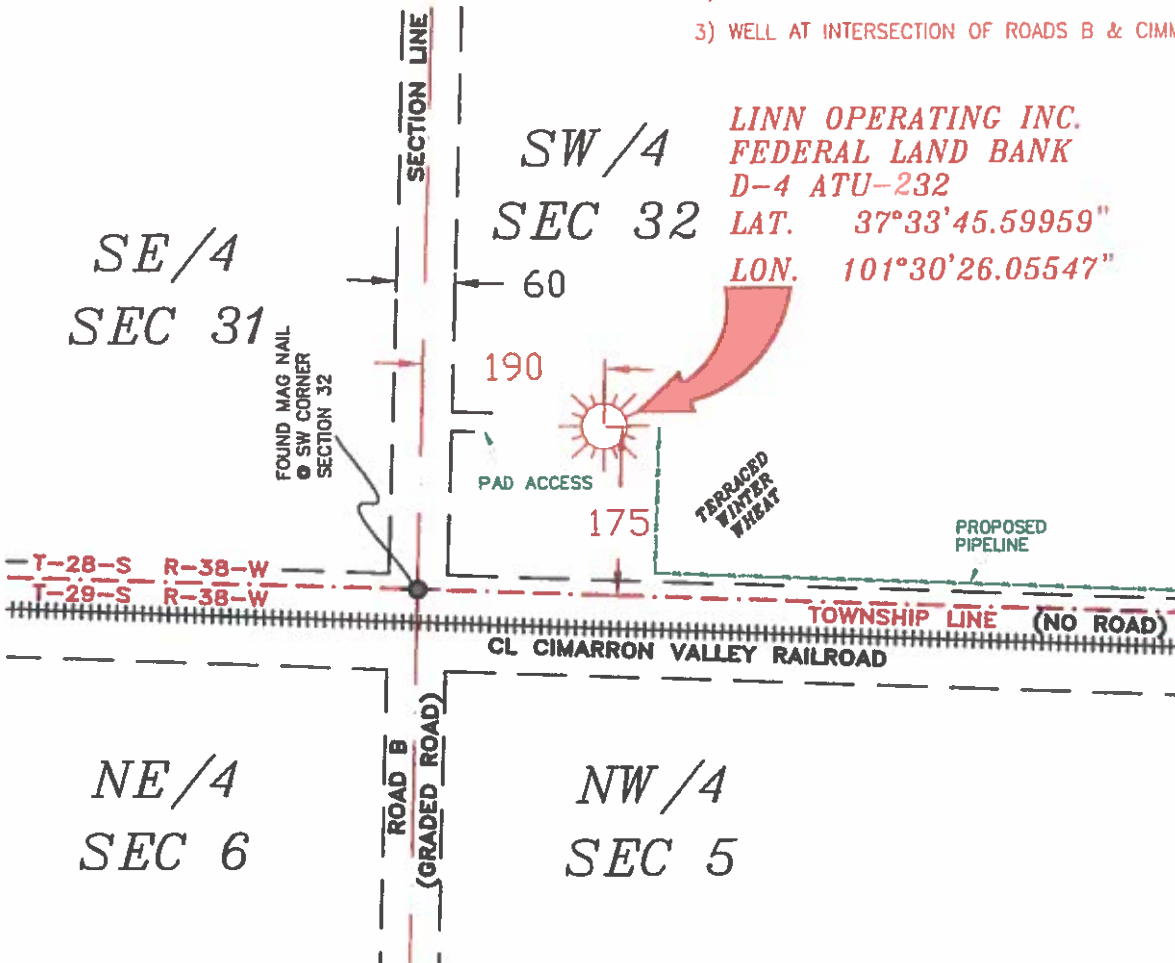 3) WELL AT INTERSECTION OF ROADS B & 
SECTION LINE
SW/4
SEC 32
LINN OPERATING INC.
FEDERAL LAND BANK
D-4 ATU-232
LAT. 37°33'45.59959"
LON. 101°30'26.05547"
SE/4
SEC 31
60
190
FOUND MAG NAIL
@ SW CORNER
SECTION 32
PAD ACCESS
175
TERRACED
WINTER
WHEAT
PROPOSED
PIPELINE
T-28-S R-38-W
T-29-S R-38-W
TOWNSHIP LINE (NO ROAD)
CL CIMARRON VALLEY RAILROAD
ROAD B
(GRADED ROAD)
NE/4
SEC 6
NW/4
SEC 5